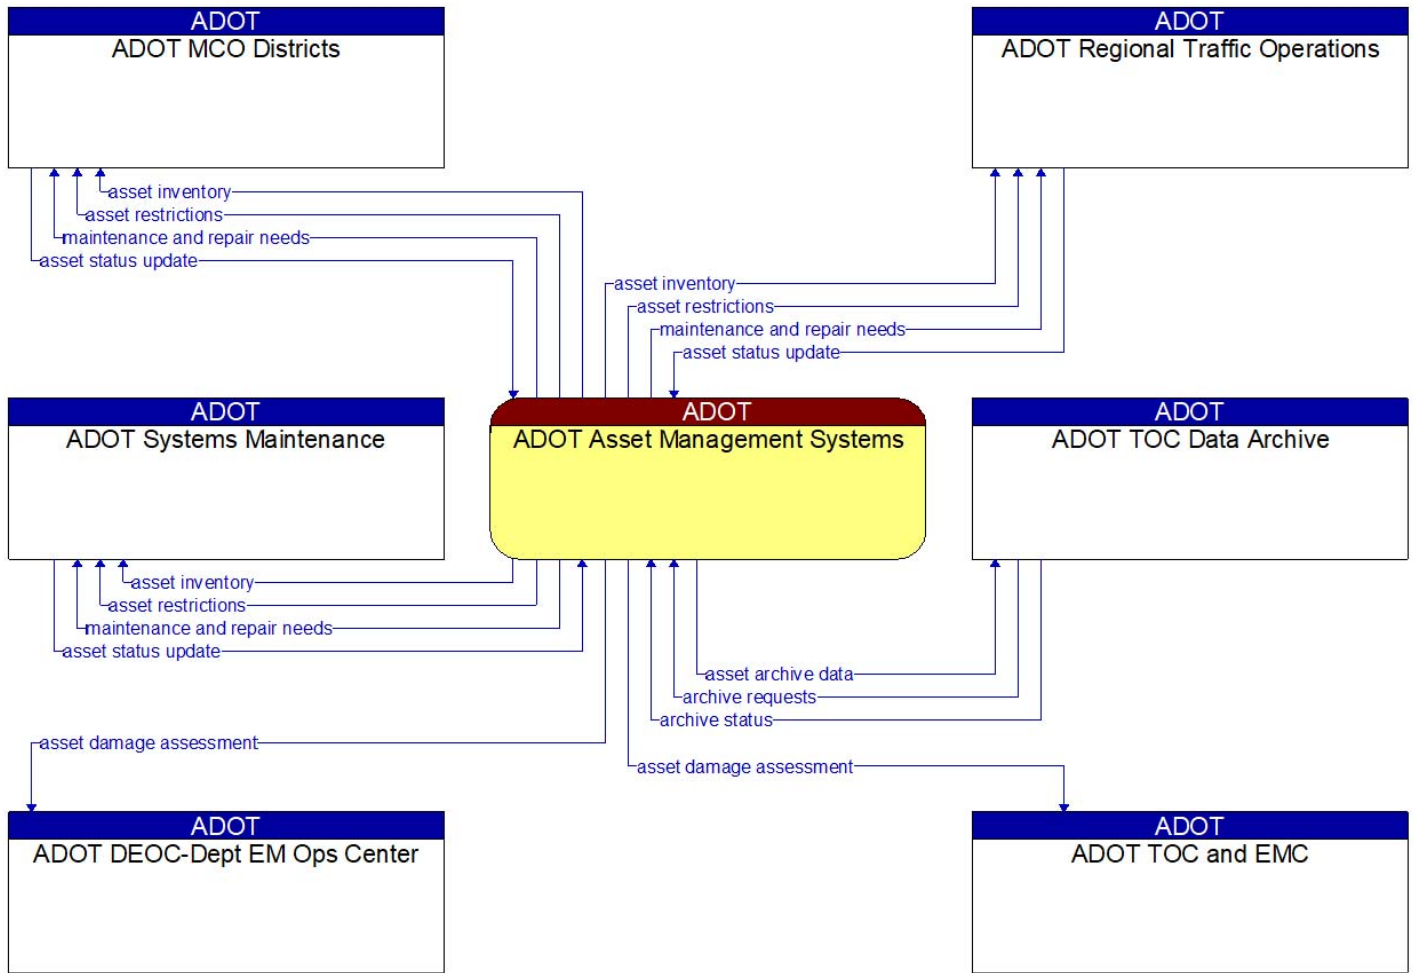 ADOT
ADOT MCO Districts
ADOT
ADOT Regional Traffic Operations
asset inventory
asset restrictions
maintenance and repair needs
asset status update
asset inventory
asset restrictions
maintenance and repair needs
asset status update
ADOT
ADOT Systems Maintenance
ADOT
ADOT Asset Management Systems
ADOT
ADOT TOC Data Archive
asset inventory
asset restrictions
maintenance and repair needs
asset status update
asset archive data
archive requests
archive status
asset damage assessment
asset damage assessment
ADOT
ADOT DEOC-Dept EM Ops Center
ADOT
ADOT TOC and EMC